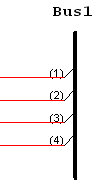 Bus1
(1)
(2)
(3)
(4)